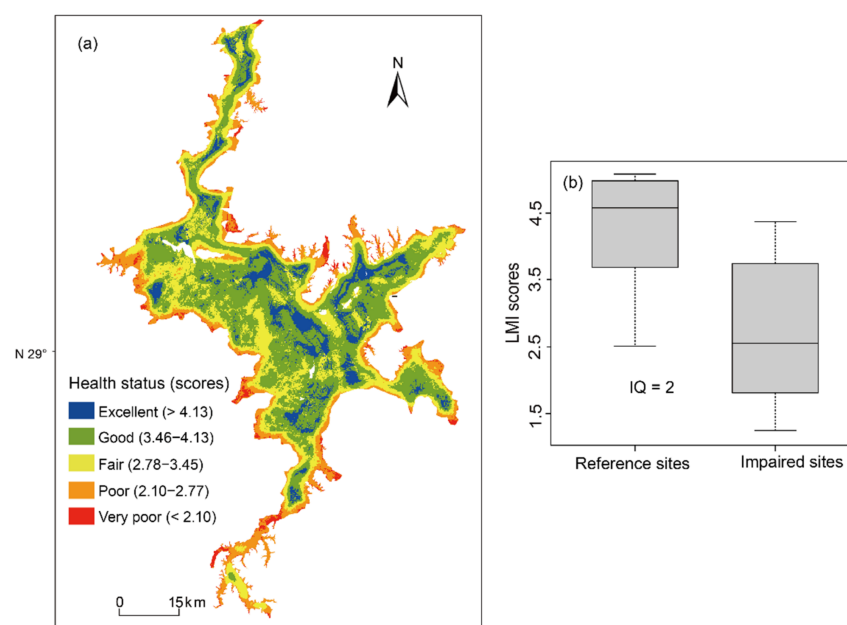 (a)
N
N 29°
Health status (scores)
Excellent (> 4.13)
Good (3.46–4.13)
Fair (2.78–3.45)
Poor (2.10–2.77)
Very poor (< 2.10)
0 15 km
(b)
LMI scores
4.5
3.5
2.5
1.5
IQ = 2
Reference sites Impaired sites